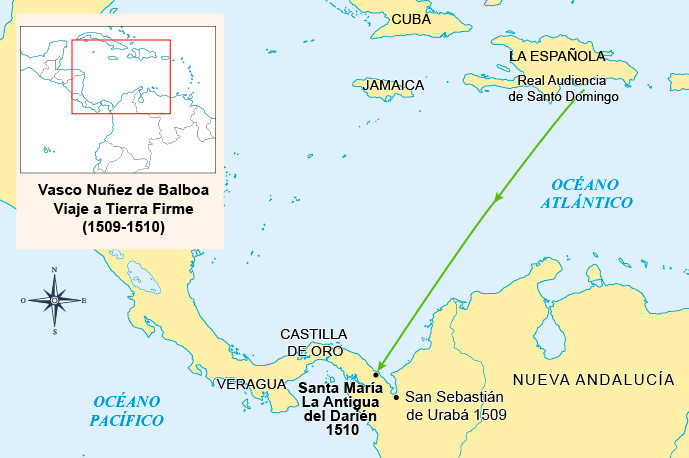 CUBA
LA ESPAÑOLA
JAMAICA
Real Audiencia
de Santo Domingo
Vasco Nuñez de Balboa
Viaje a Tierra Firme
(1509-1510)
OCÉANO
ATLÁNTICO
N
O
E
S
CASTILLA
DE ORO
VERAGUA
Santa María
La Antigua
del Darién
1510
San Sebastián
de Urabá 1509
NUEVA ANDALUCÍA
OCÉANO
PACÍFICO